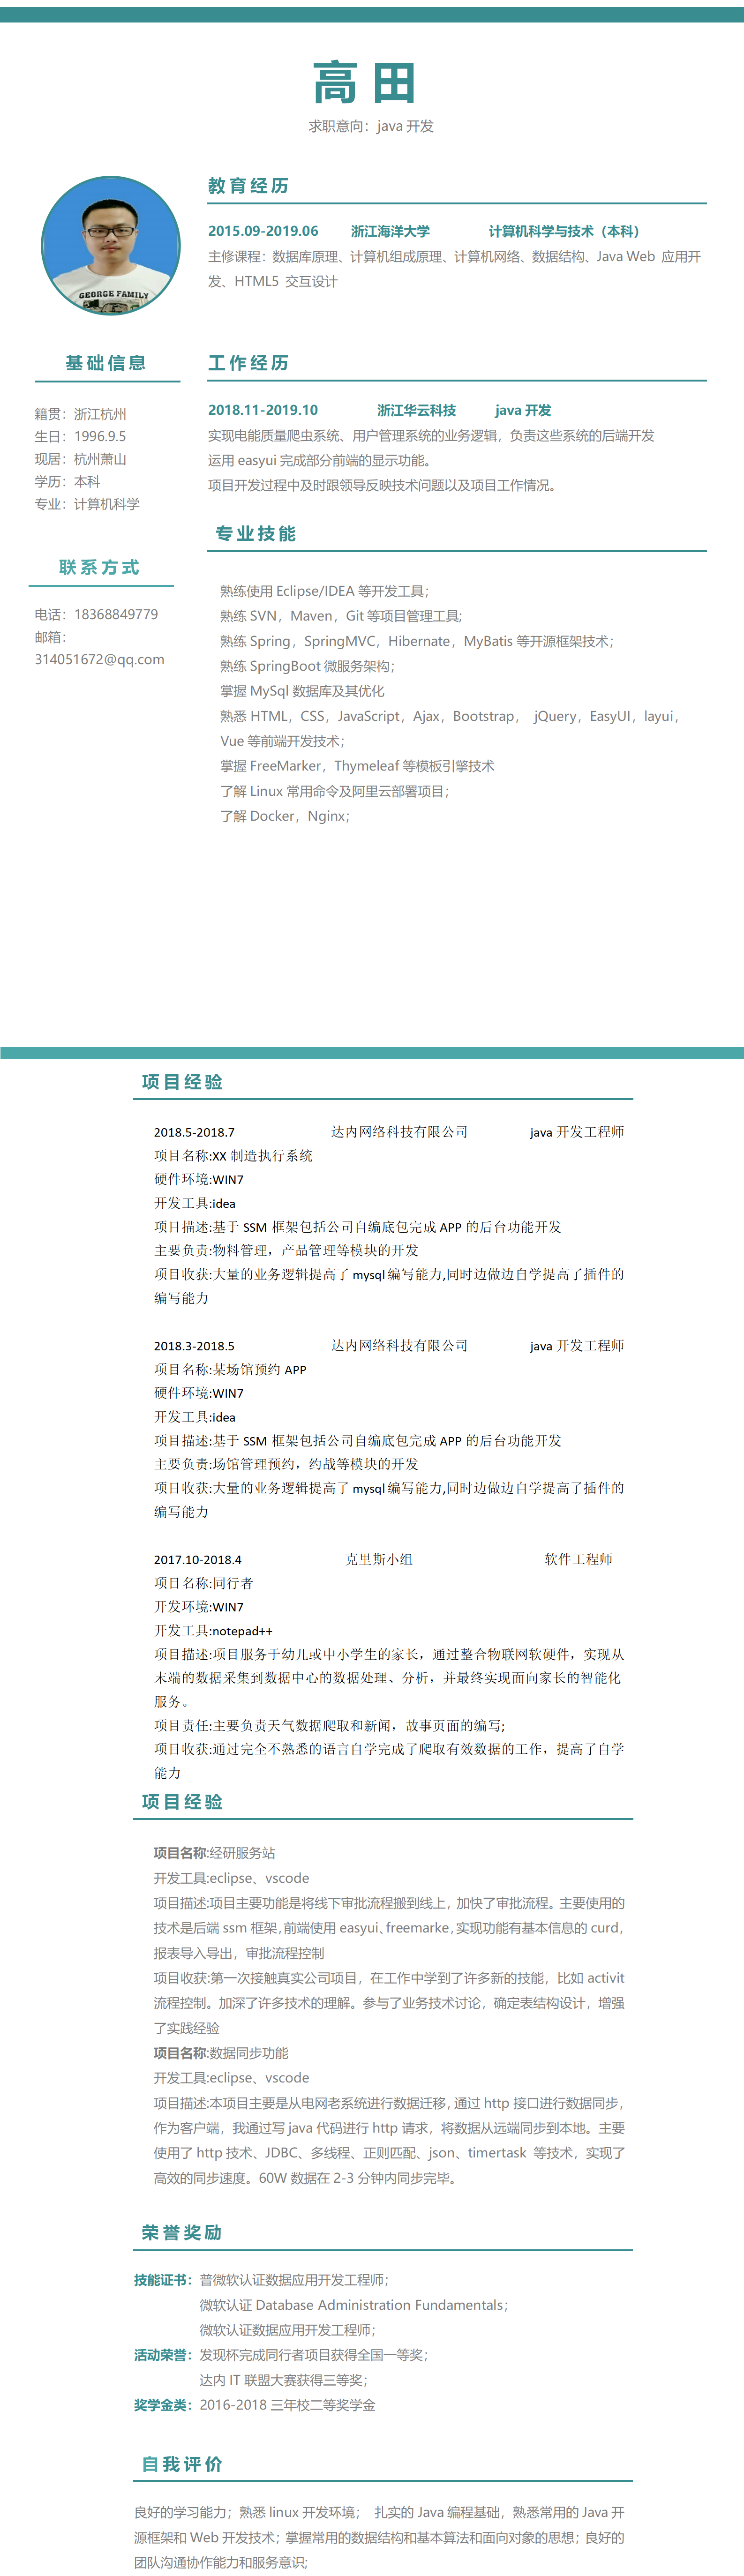 高田
求职意向：java 开发
教育经历
2015.09-2019.06 浙江海洋大学 计算机科学与技术（本科）
主修课程：数据库原理、计算机组成原理、计算机网络、数据结构、Java Web 应用开
发、HTML5 交互设计
GEORGE FAMILY
基础信息
籍贯：浙江杭州
生日：1996.9.5
现居：杭州萧山
学历：本科
专业：计算机科学
联系方式
电话：18368849779
邮箱：
314051672@qq.com
工作经历
2018.11-2019.10 浙江华云科技 java 开发
实现电能质量爬虫系统、用户管理系统的业务逻辑，负责这些系统的后端开发
运用 easyui 完成部分前端的显示功能。
项目开发过程中及时跟领导反映技术问题以及项目工作情况。
专业技能
熟练使用 Eclipse/IDEA 等开发工具；
熟练 SVN，Maven，Git 等项目管理工具;
熟练 Spring，SpringMVC，Hibernate，MyBatis 等开源框架技术；
熟练 SpringBoot 微服务架构；
掌握 MySql 数据库及其优化
熟悉 HTML，CSS，JavaScript，Ajax，Bootstrap， jQuery，EasyUI，layui，
Vue 等前端开发技术；
掌握 FreeMarker，Thymeleaf 等模板引擎技术
了解 Linux 常用命令及阿里云部署项目；
了解 Docker，Nginx；
项目经验
2018.5-2018.7 达内网络科技有限公司 java 开发工程师
项目名称:XX 制造执行系统
硬件环境:WIN7
开发工具:idea
项目描述:基于 SSM 框架包括公司自编底包完成 APP 的后台功能开发
主要负责:物料管理，产品管理等模块的开发
项目收获:大量的业务逻辑提高了 mysql 编写能力,同时边做边自学提高了插件的
编写能力
2018.3-2018.5 达内网络科技有限公司 java 开发工程师
项目名称:某场馆预约 APP
硬件环境:WIN7
开发工具:idea
项目描述:基于 SSM 框架包括公司自编底包完成 APP 的后台功能开发
主要负责:场馆管理预约，约战等模块的开发
项目收获:大量的业务逻辑提高了 mysql 编写能力,同时边做边自学提高了插件的
编写能力
2017.10-2018.4 克里斯小组 软件工程师
项目名称:同行者
开发环境:WIN7
开发工具:notepad++
项目描述:项目服务于幼儿或中小学生的家长，通过整合物联网软硬件，实现从
末端的数据采集到数据中心的数据处理、分析，并最终实现面向家长的智能化
服务。
项目责任:主要负责天气数据爬取和新闻，故事页面的编写;
项目收获:通过完全不熟悉的语言自学完成了爬取有效数据的工作，提高了自学
能力
项目经验
项目名称:经研服务站
开发工具:eclipse、vscode
项目描述:项目主要功能是将线下审批流程搬到线上，加快了审批流程。主要使用的
技术是后端 ssm 框架,前端使用 easyui、freemarke,实现功能有基本信息的 curd，
报表导入导出，审批流程控制
项目收获:第一次接触真实公司项目，在工作中学到了许多新的技能，比如 activit
流程控制。加深了许多技术的理解。参与了业务技术讨论，确定表结构设计，增强
了实践经验
项目名称:数据同步功能
开发工具:eclipse、vscode
项目描述:本项目主要是从电网老系统进行数据迁移，通过 http 接口进行数据同步，
作为客户端，我通过写 java 代码进行 http 请求，将数据从远端同步到本地。主要
使用了 http 技术、JDBC、多线程、正则匹配、json、timertask 等技术，实现了
高效的同步速度。60W 数据在 2-3 分钟内同步完毕。
荣誉奖励
技能证书：普微软认证数据应用开发工程师；
微软认证 Database Administration Fundamentals；
微软认证数据应用开发工程师；
活动荣誉：发现杯完成同行者项目获得全国一等奖；
达内 IT 联盟大赛获得三等奖；
奖学金类：2016-2018 三年校二等奖学金
自我评价
良好的学习能力；熟悉 linux 开发环境； 扎实的 Java 编程基础，熟悉常用的 Java 开
源框架和 Web 开发技术；掌握常用的数据结构和基本算法和面向对象的思想；良好的
团队沟通协作能力和服务意识;